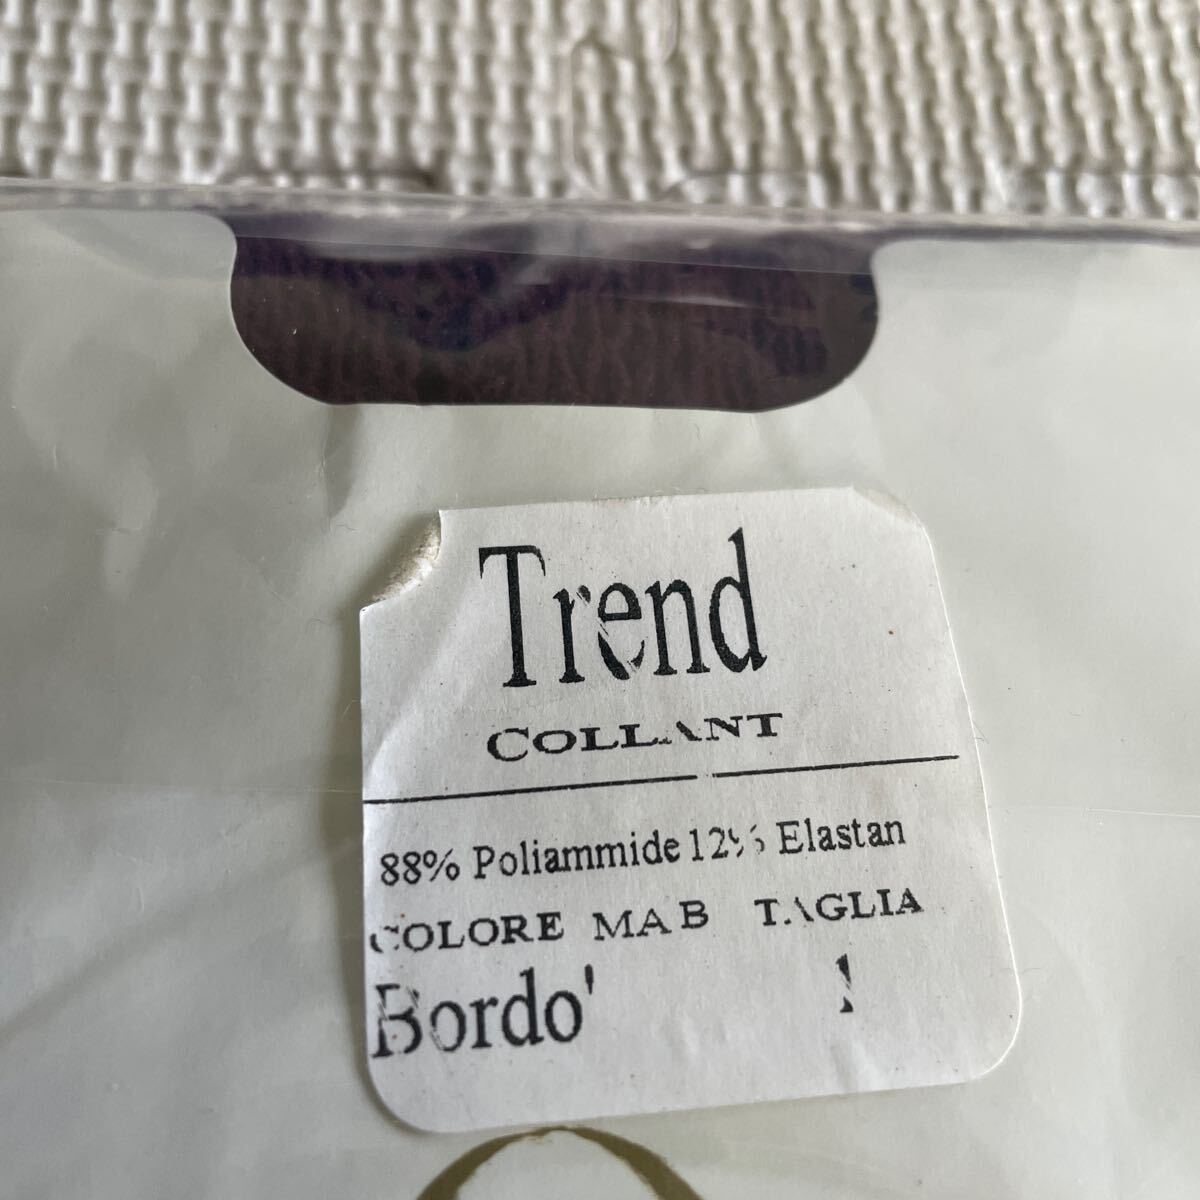 Trend
COLLANT
88% Poliammide 12% Elastan
COLORE MAB TAGLIA
Bordo'